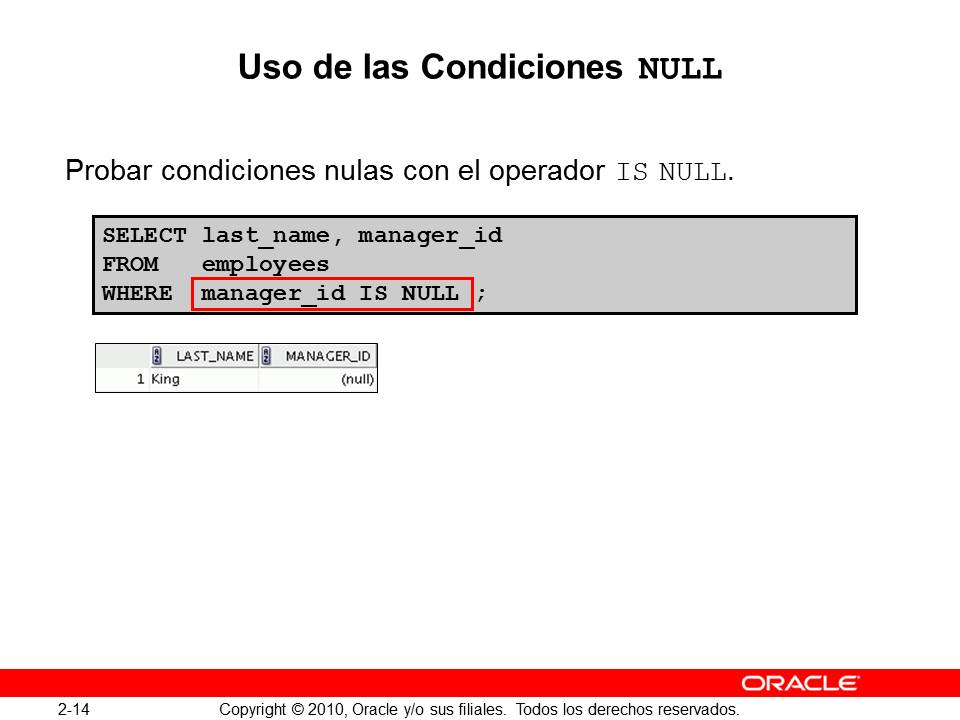 Uso de las Condiciones NULL
Probar condiciones nulas con el operador IS NULL.
SELECT last_name, manager_id
FROM   employees
WHERE  manager_id IS NULL ;
LAST_NAME MANAGER_ID
1 King (null)
ORACLE
2-14 Copyright © 2010, Oracle y/o sus filiales.  Todos los derechos reservados.